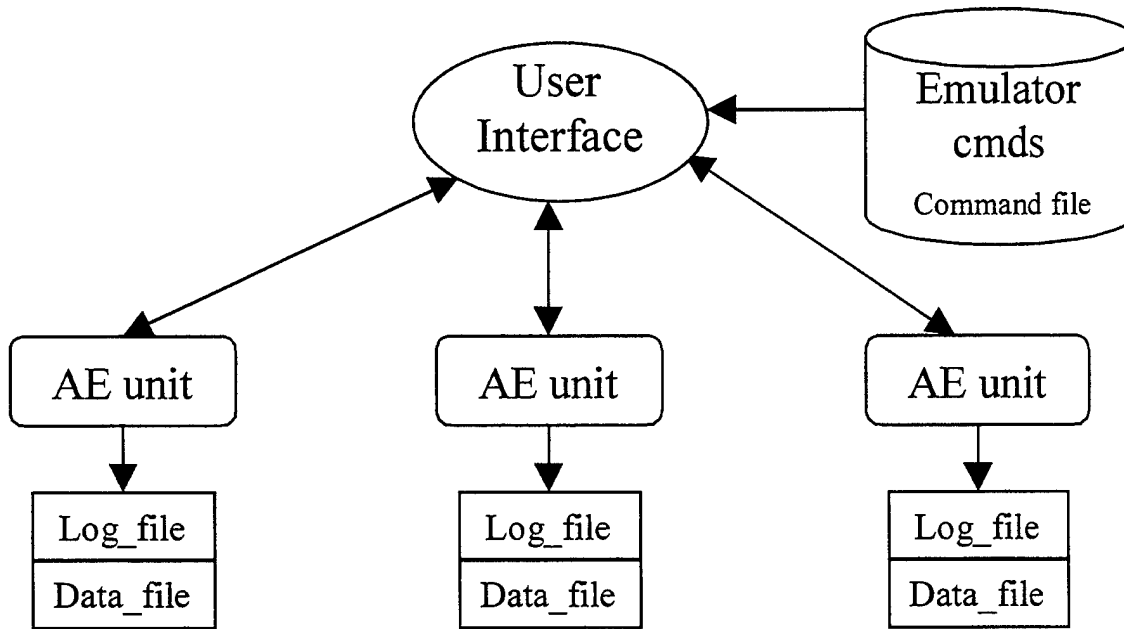 User
Interface
Emulator
cmds
Command file
AE unit
AE unit
AE unit
Log_file
Data_file
Log_file
Data_file
Log_file
Data_file